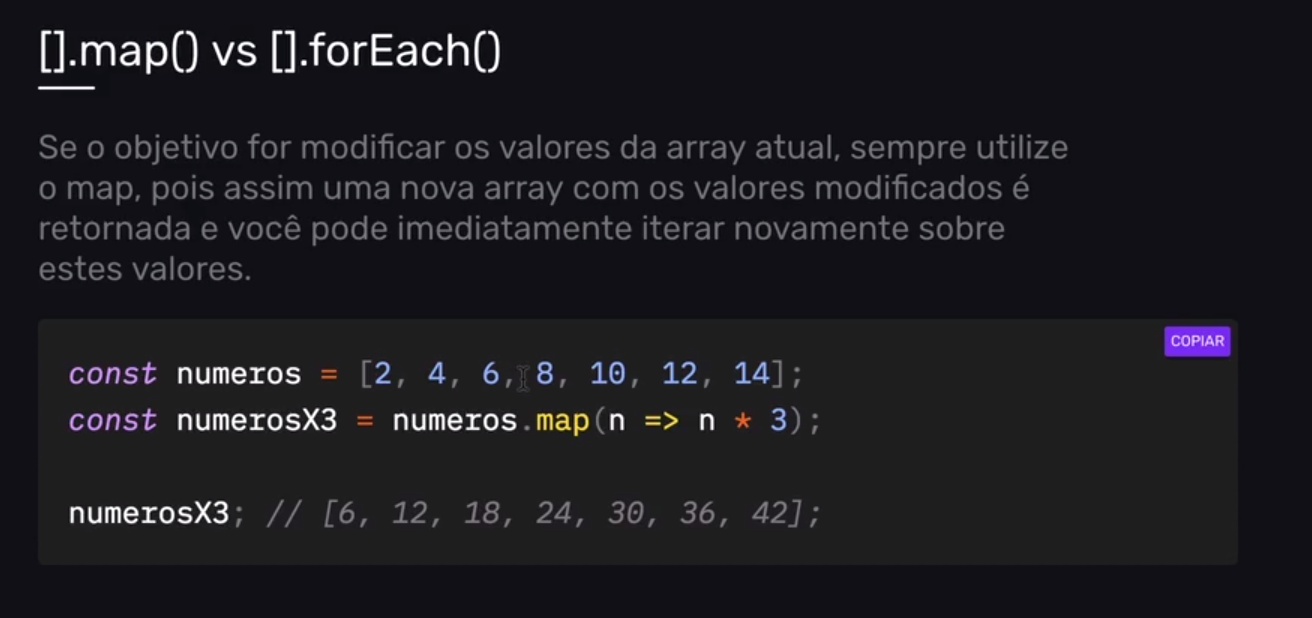 [].map() vs [].forEach()
Se o objetivo for modificar os valores da array atual, sempre utilize
o map, pois assim uma nova array com os valores modificados é
retornada e você pode imediatamente iterar novamente sobre
estes valores.
COPIAR
const numeros = [2, 4, 6, 8, 10, 12, 14];
const numerosX3 = numeros.map(n => n * 3);
numerosX3; // [6, 12, 18, 24, 30, 36, 42];